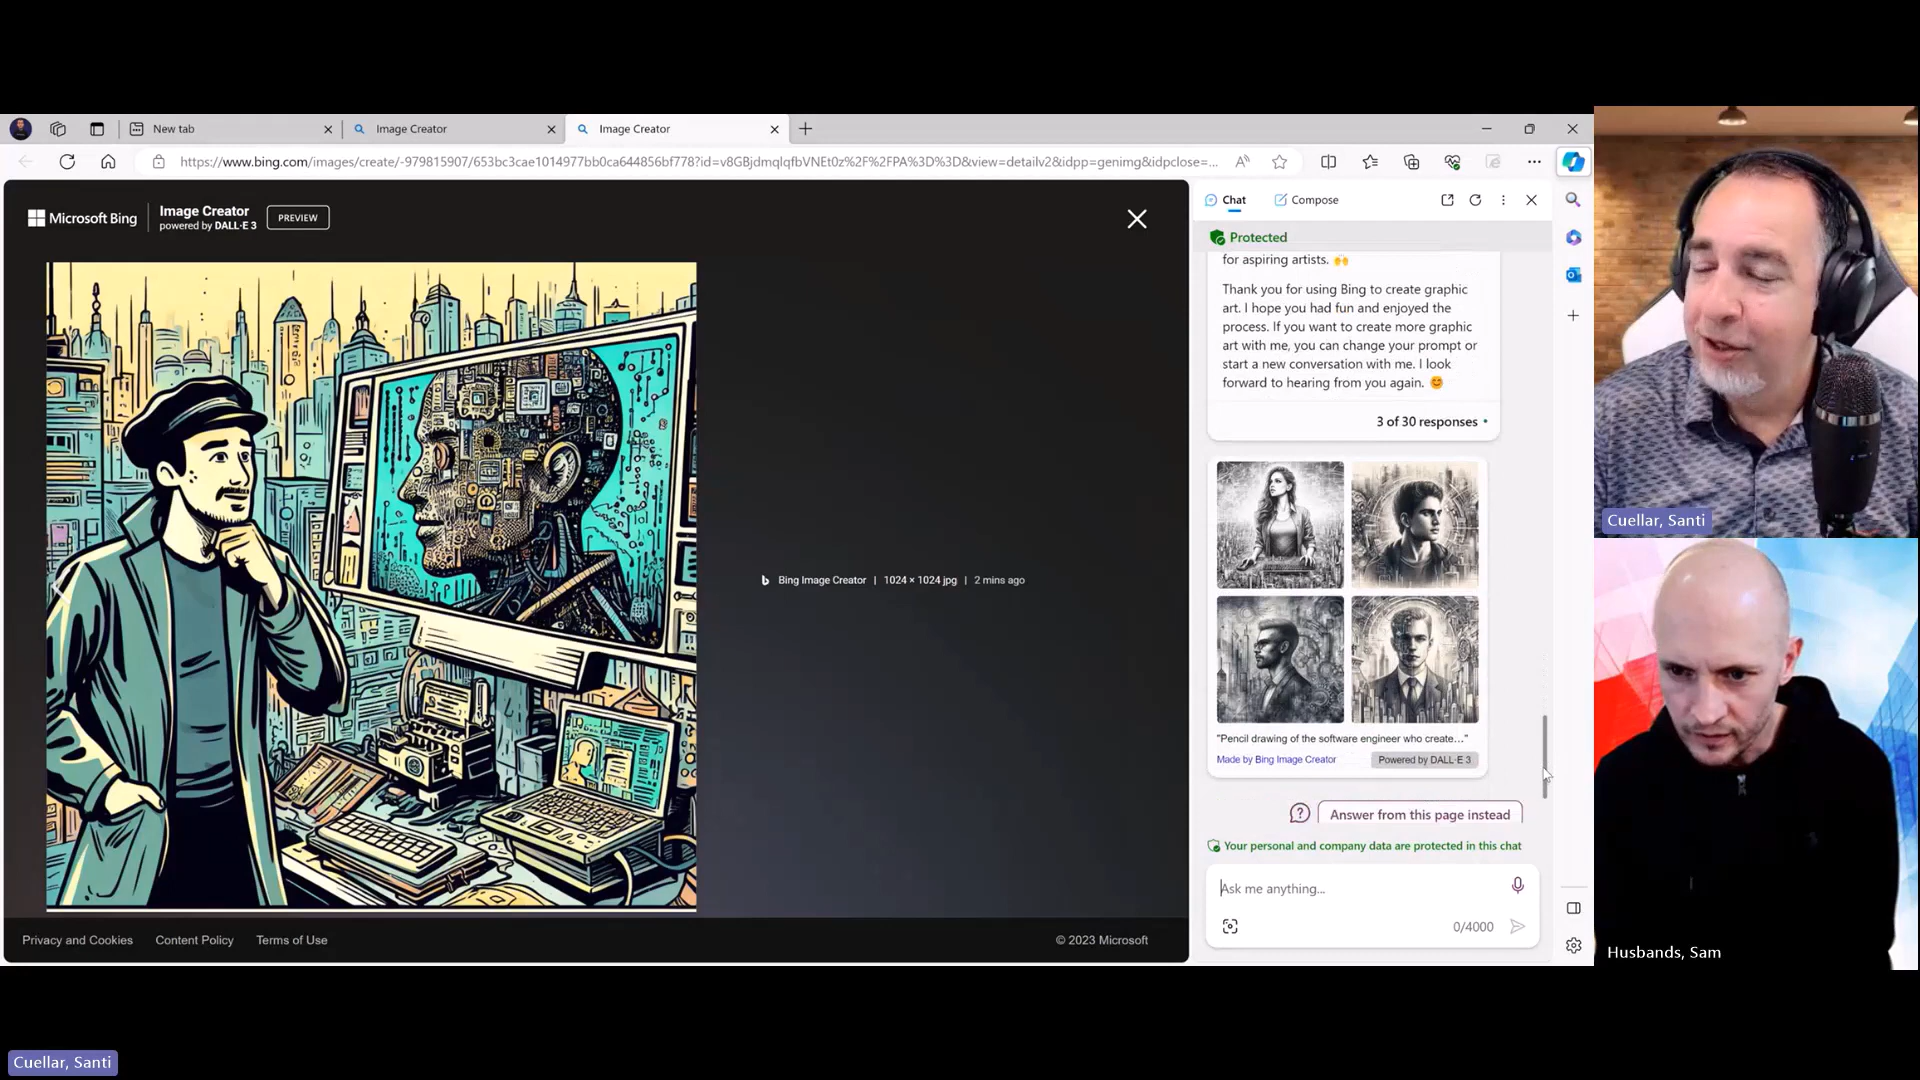 New tab
Image Creator
Image Creator
https://www.bing.com/images/create/-979815907/653bc3cae1014977bb0ca644856bf778?id=v8GBjdmqlqfbVNEt0z%2F%2FPA%3D%3D&view=detailv2&idpp=genimg&idpclose=...
Microsoft Bing
Image Creator
powered by DALL·E 3
PREVIEW
Bing Image Creator | 1024 × 1024 jpg | 2 mins ago
Privacy and Cookies
Content Policy
Terms of Use
© 2023 Microsoft
Chat
Compose
Protected
for aspiring artists. 🙌
Thank you for using Bing to create graphic
art. I hope you had fun and enjoyed the
process. If you want to create more graphic
art with me, you can change your prompt or
start a new conversation with me. I look
forward to hearing from you again. 😊
3 of 30 responses
"Pencil drawing of the software engineer who create..."
Made by Bing Image Creator
Powered by DALL·E 3
Answer from this page instead
Your personal and company data are protected in this chat
Ask me anything...
0/4000
Cuellar, Santi
Husbands, Sam
Cuellar, Santi